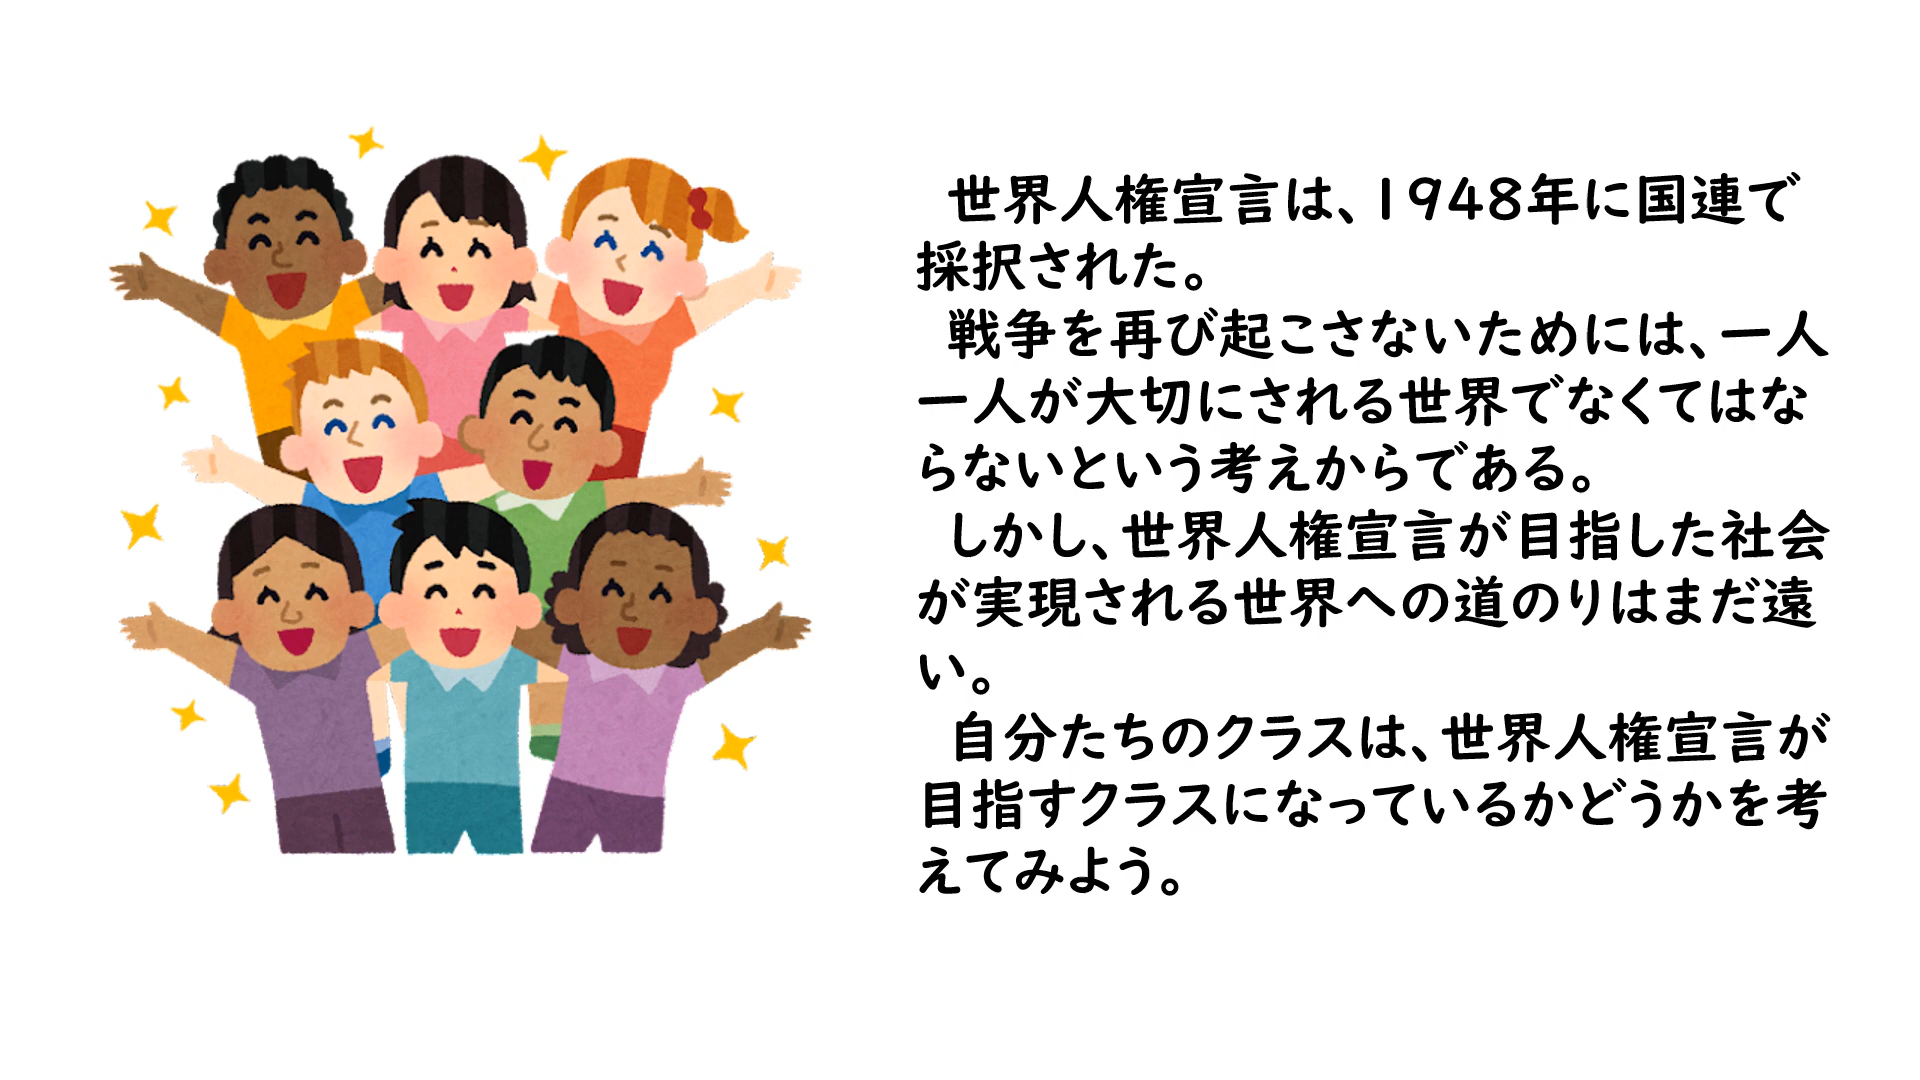 世界人権宣言は、1948年に国連で
採択された。
戦争を再び起こさないためには、一人
一人が大切にされる世界でなくてはな
らないという考えからである。
しかし、世界人権宣言が目指した社会
が実現される世界への道のりはまだ遠
い。
自分たちのクラスは、世界人権宣言が
目指すクラスになっているかどうかを考
えてみよう。